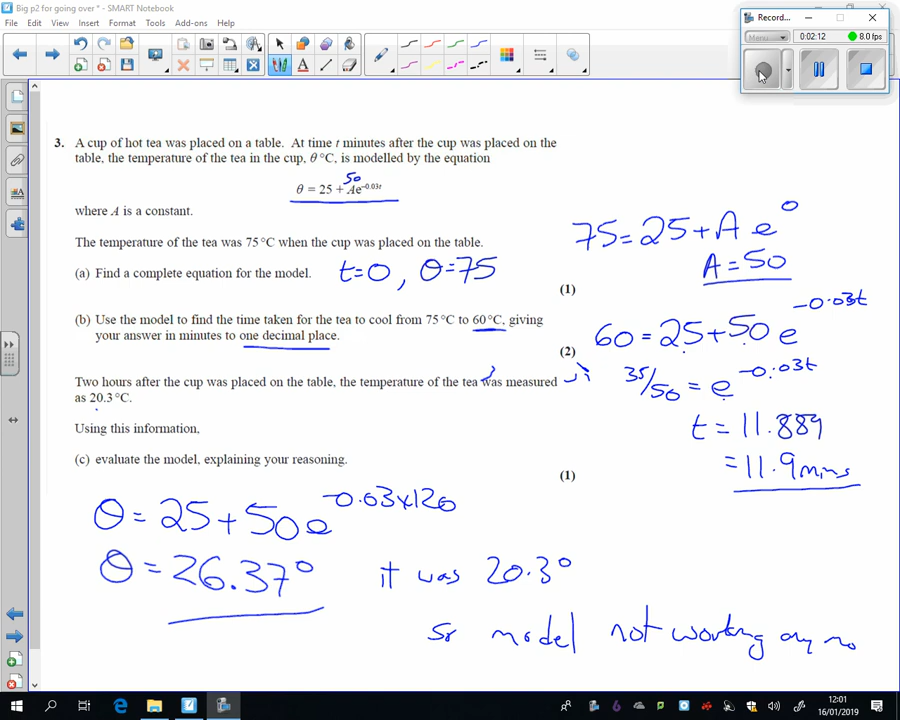 Big p2 for going over * - SMART Notebook
File Edit View Insert Format Tools Add-ons Help
Record...
Menu
0:02:12
8.0 fps
3. A cup of hot tea was placed on a table. At time t minutes after the cup was placed on the
table, the temperature of the tea in the cup, θ °C, is modelled by the equation
50
θ = 25 + Ae^{-0.03t}
where A is a constant.
75=25+A e^0
The temperature of the tea was 75 °C when the cup was placed on the table.
A=50
(a) Find a complete equation for the model. t=0, θ=75
(1)
(b) Use the model to find the time taken for the tea to cool from 75 °C to 60 °C, giving
your answer in minutes to one decimal place.
60=25+50e^{-0.03t}
(2)
35/50 = e^{-0.03t}
Two hours after the cup was placed on the table, the temperature of the tea was measured
as 20.3 °C.
t = 11.889
Using this information,
(c) evaluate the model, explaining your reasoning.
=11.9mins
(1)
θ=25+50e^{-0.03x120}
θ=26.37° it was 20.3°
so model not working any mo
12:01
16/01/2019